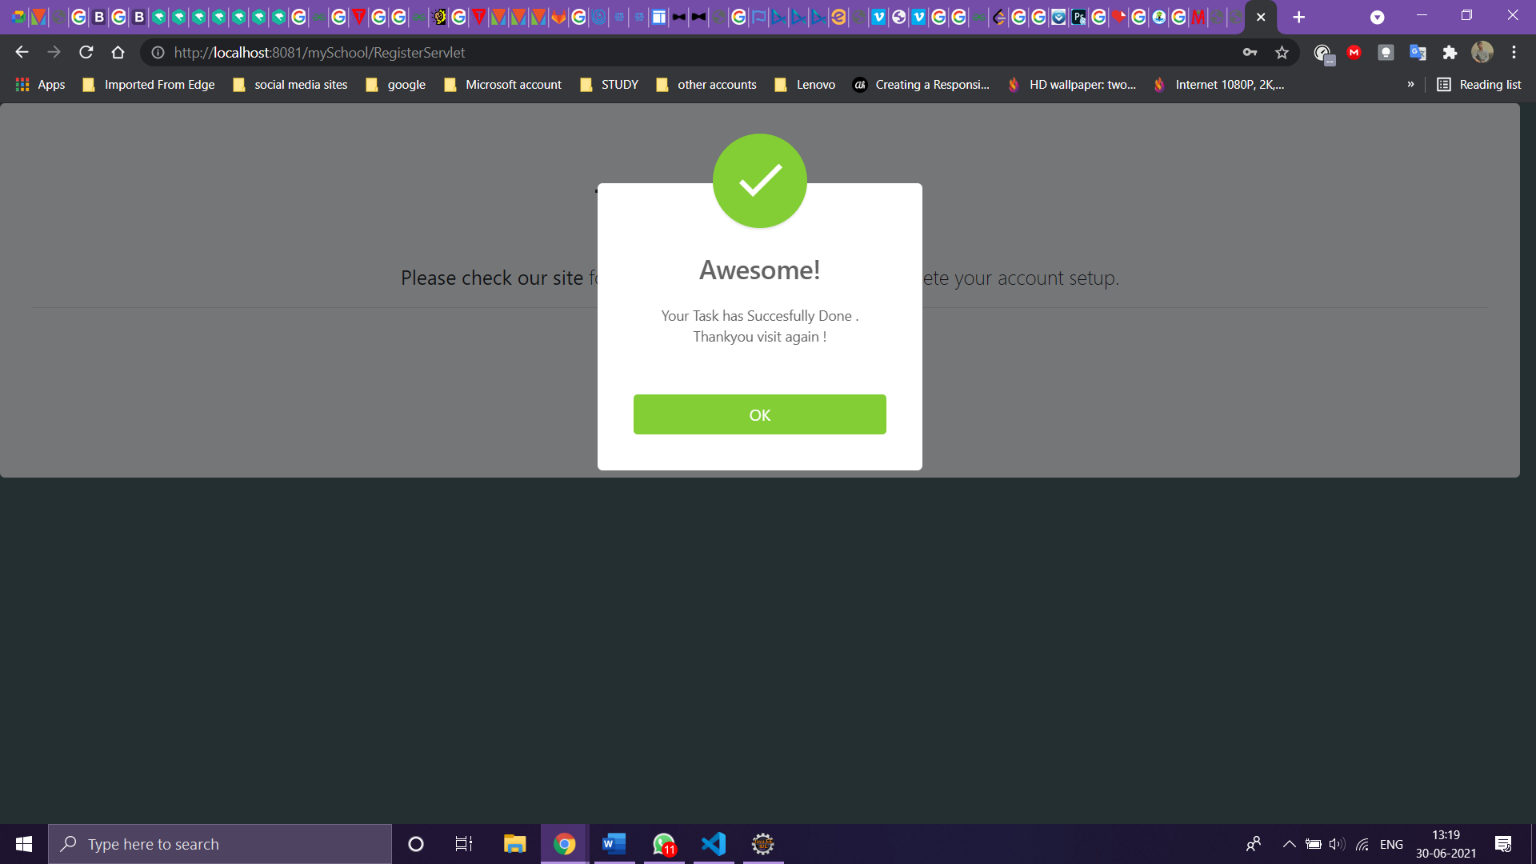 http://localhost:8081/mySchool/RegisterServlet
Apps
Imported From Edge
social media sites
google
Microsoft account
STUDY
other accounts
Lenovo
Creating a Responsi...
HD wallpaper: two...
Internet 1080P, 2K,...
»
Reading list
Awesome!
Please check our site
ete your account setup.
Your Task has Succesfully Done .
Thankyou visit again !
OK
Type here to search
11
ENG
13:19
30-06-2021